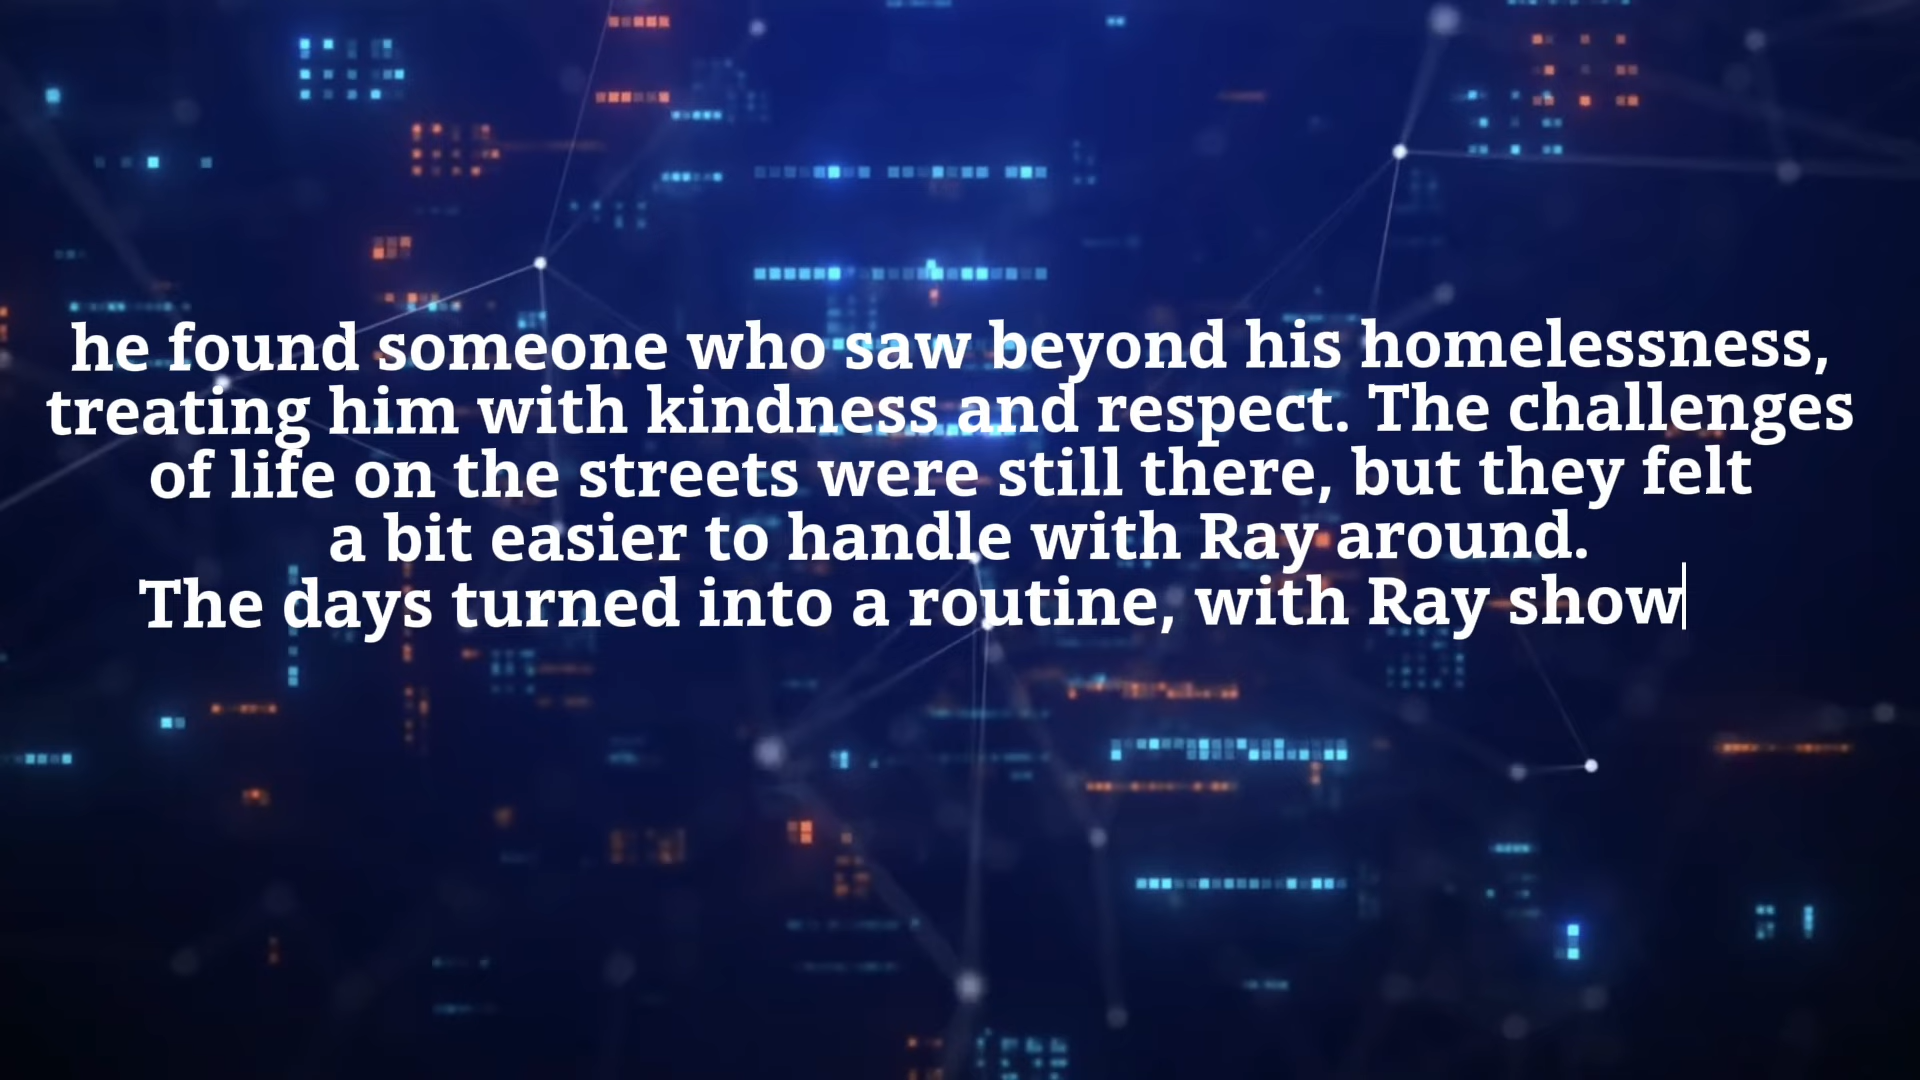 he found someone who saw beyond his homelessness,
treating him with kindness and respect. The challenges
of life on the streets were still there, but they felt
a bit easier to handle with Ray around.
The days turned into a routine, with Ray show